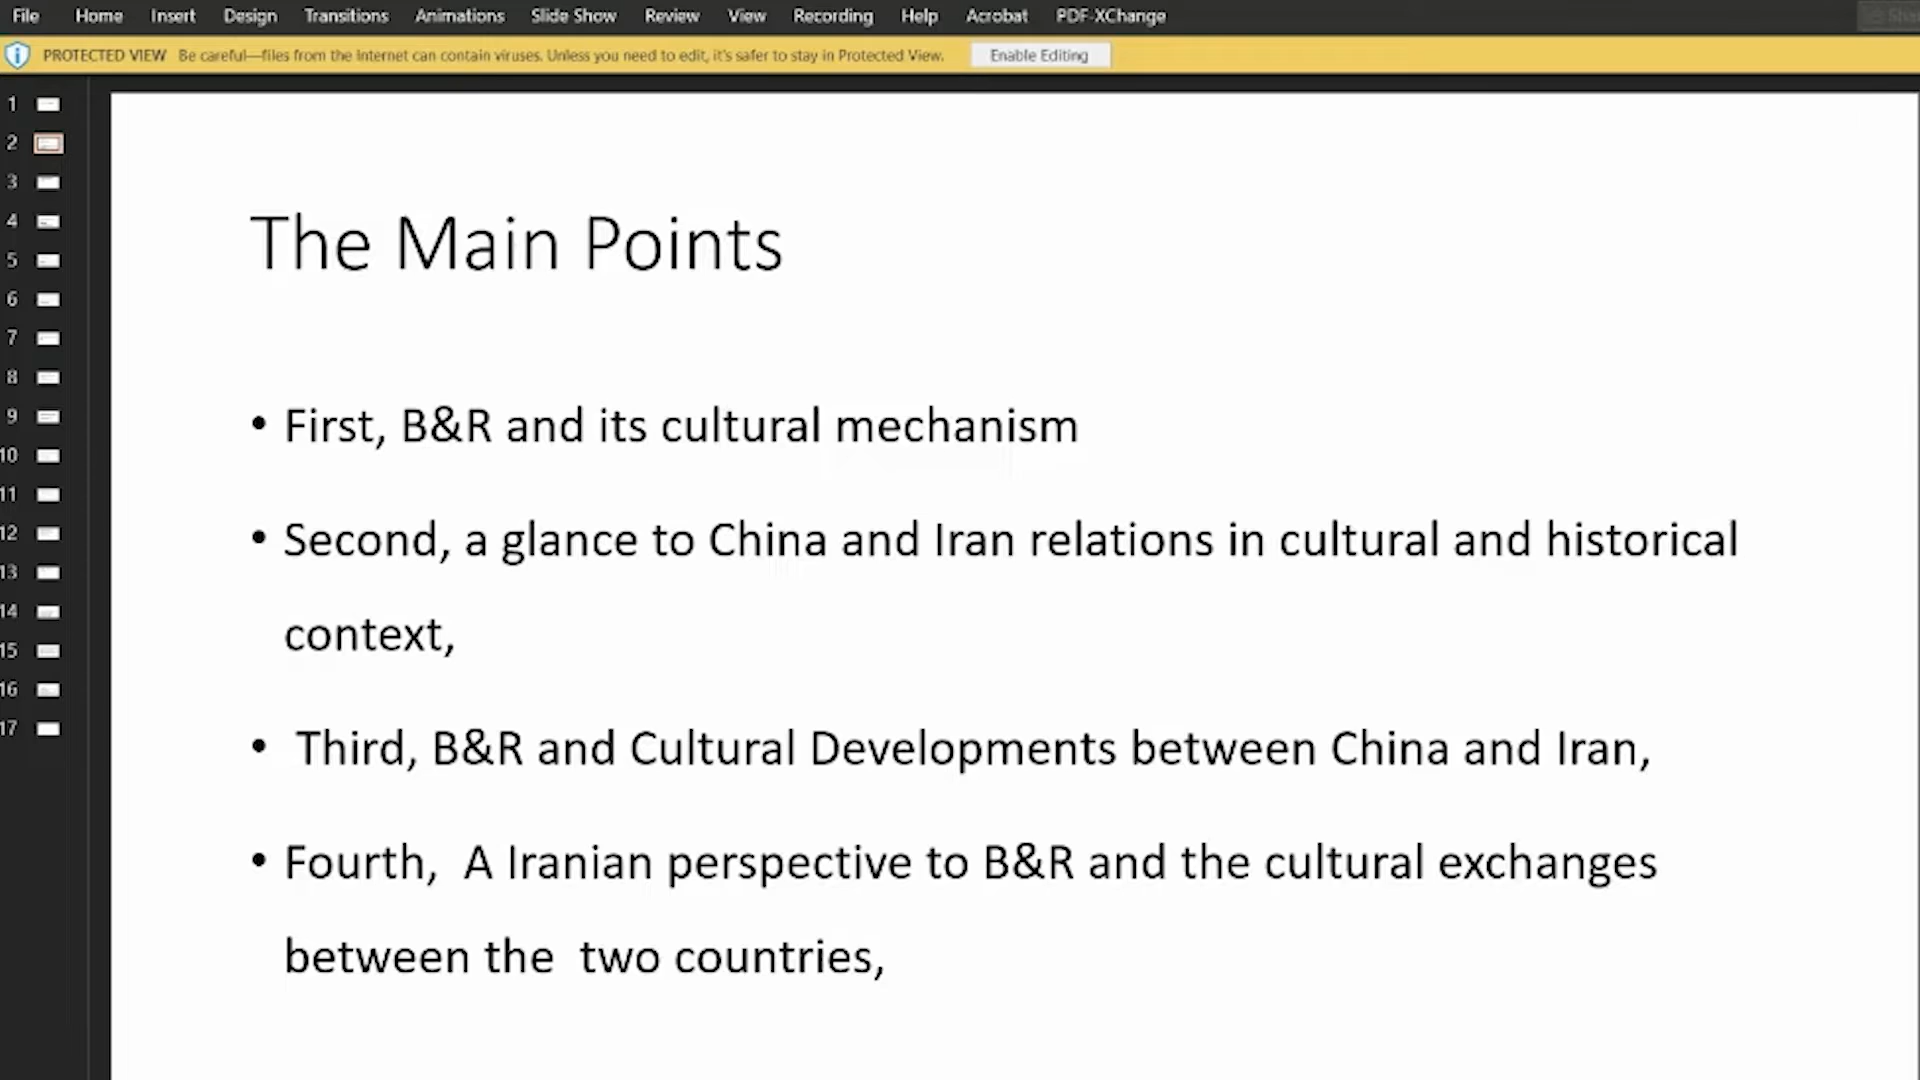 File Home Insert Design Transitions Animations Slide Show Review View Recording Help Acrobat PDF-XChange
PROTECTED VIEW Be careful—files from the Internet can contain viruses. Unless you need to edit, it's safer to stay in Protected View. Enable Editing
1
2
3
4
5
6
7
8
9
10
11
12
13
14
15
16
17
The Main Points
• First, B&R and its cultural mechanism
• Second, a glance to China and Iran relations in cultural and historical
context,
• Third, B&R and Cultural Developments between China and Iran,
• Fourth,  A Iranian perspective to B&R and the cultural exchanges
between the  two countries,